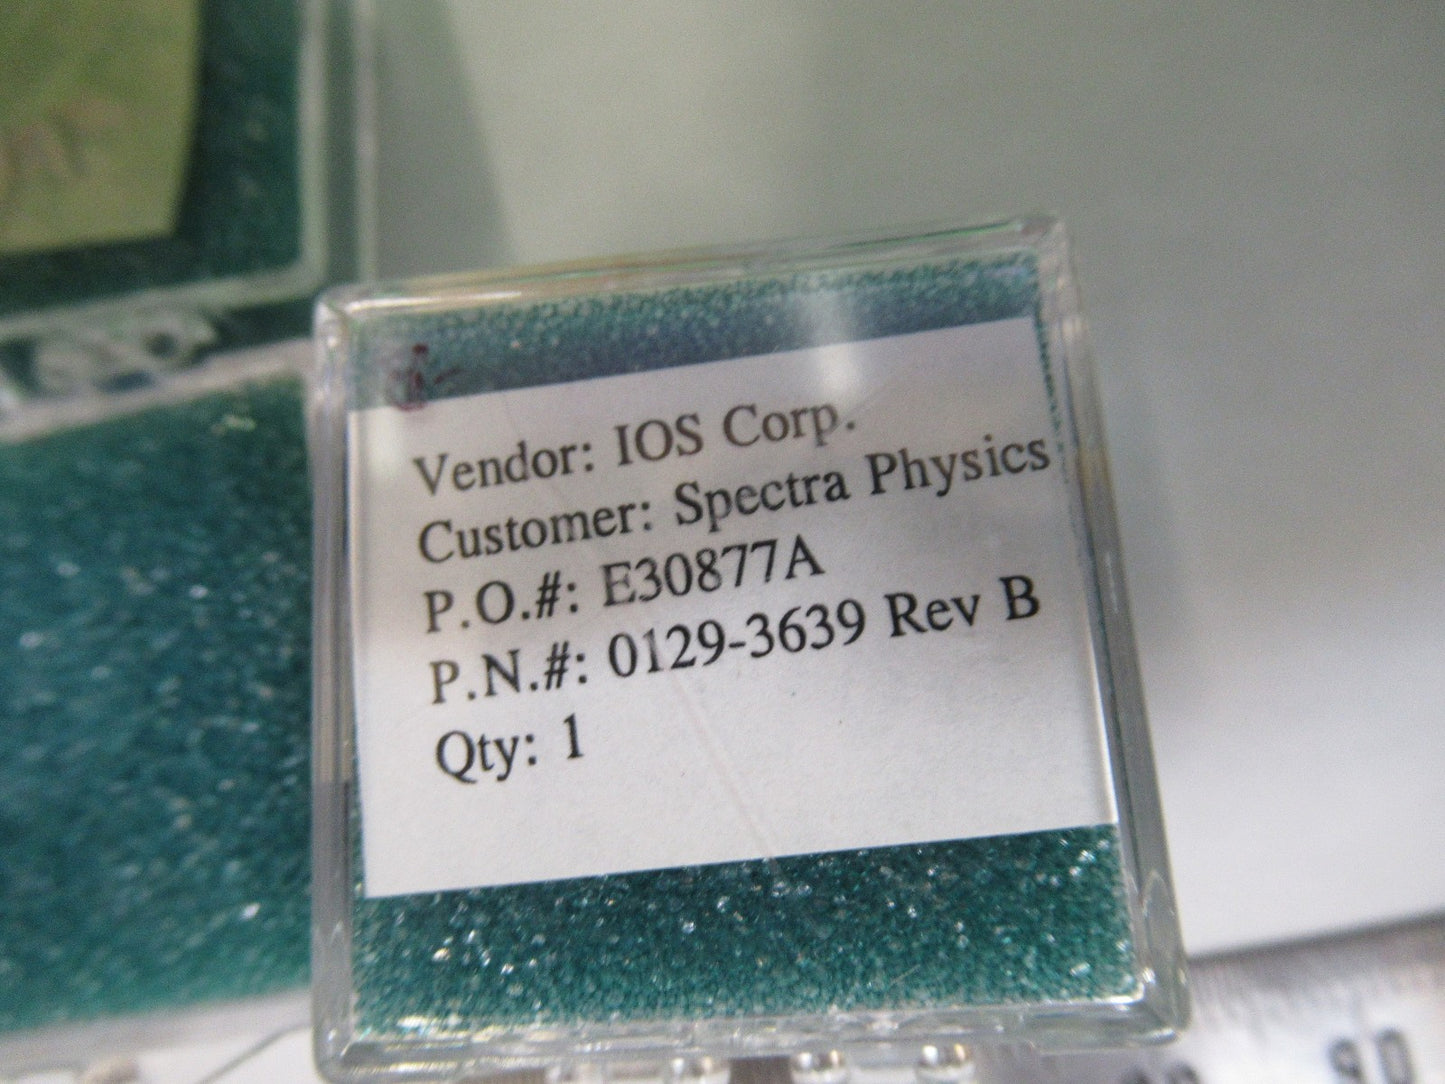 Vendor: IOS Corp.
Customer: Spectra Physics
P.O.#: E30877A
P.N.#: 0129-3639 Rev B
Qty: 1